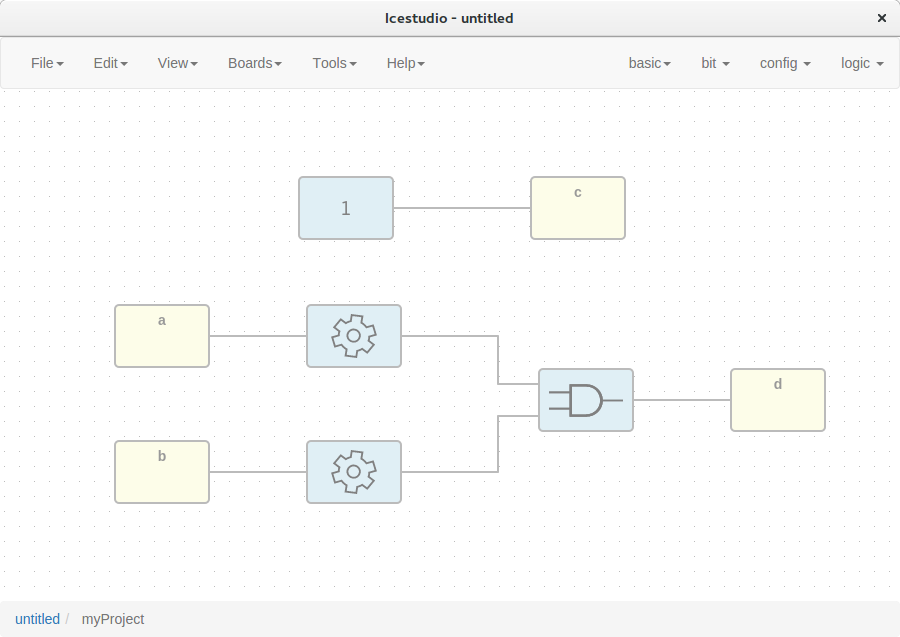 Icestudio - untitled
File Edit View Boards Tools Help basic bit config logic
1 c
a
d
b
untitled / myProject